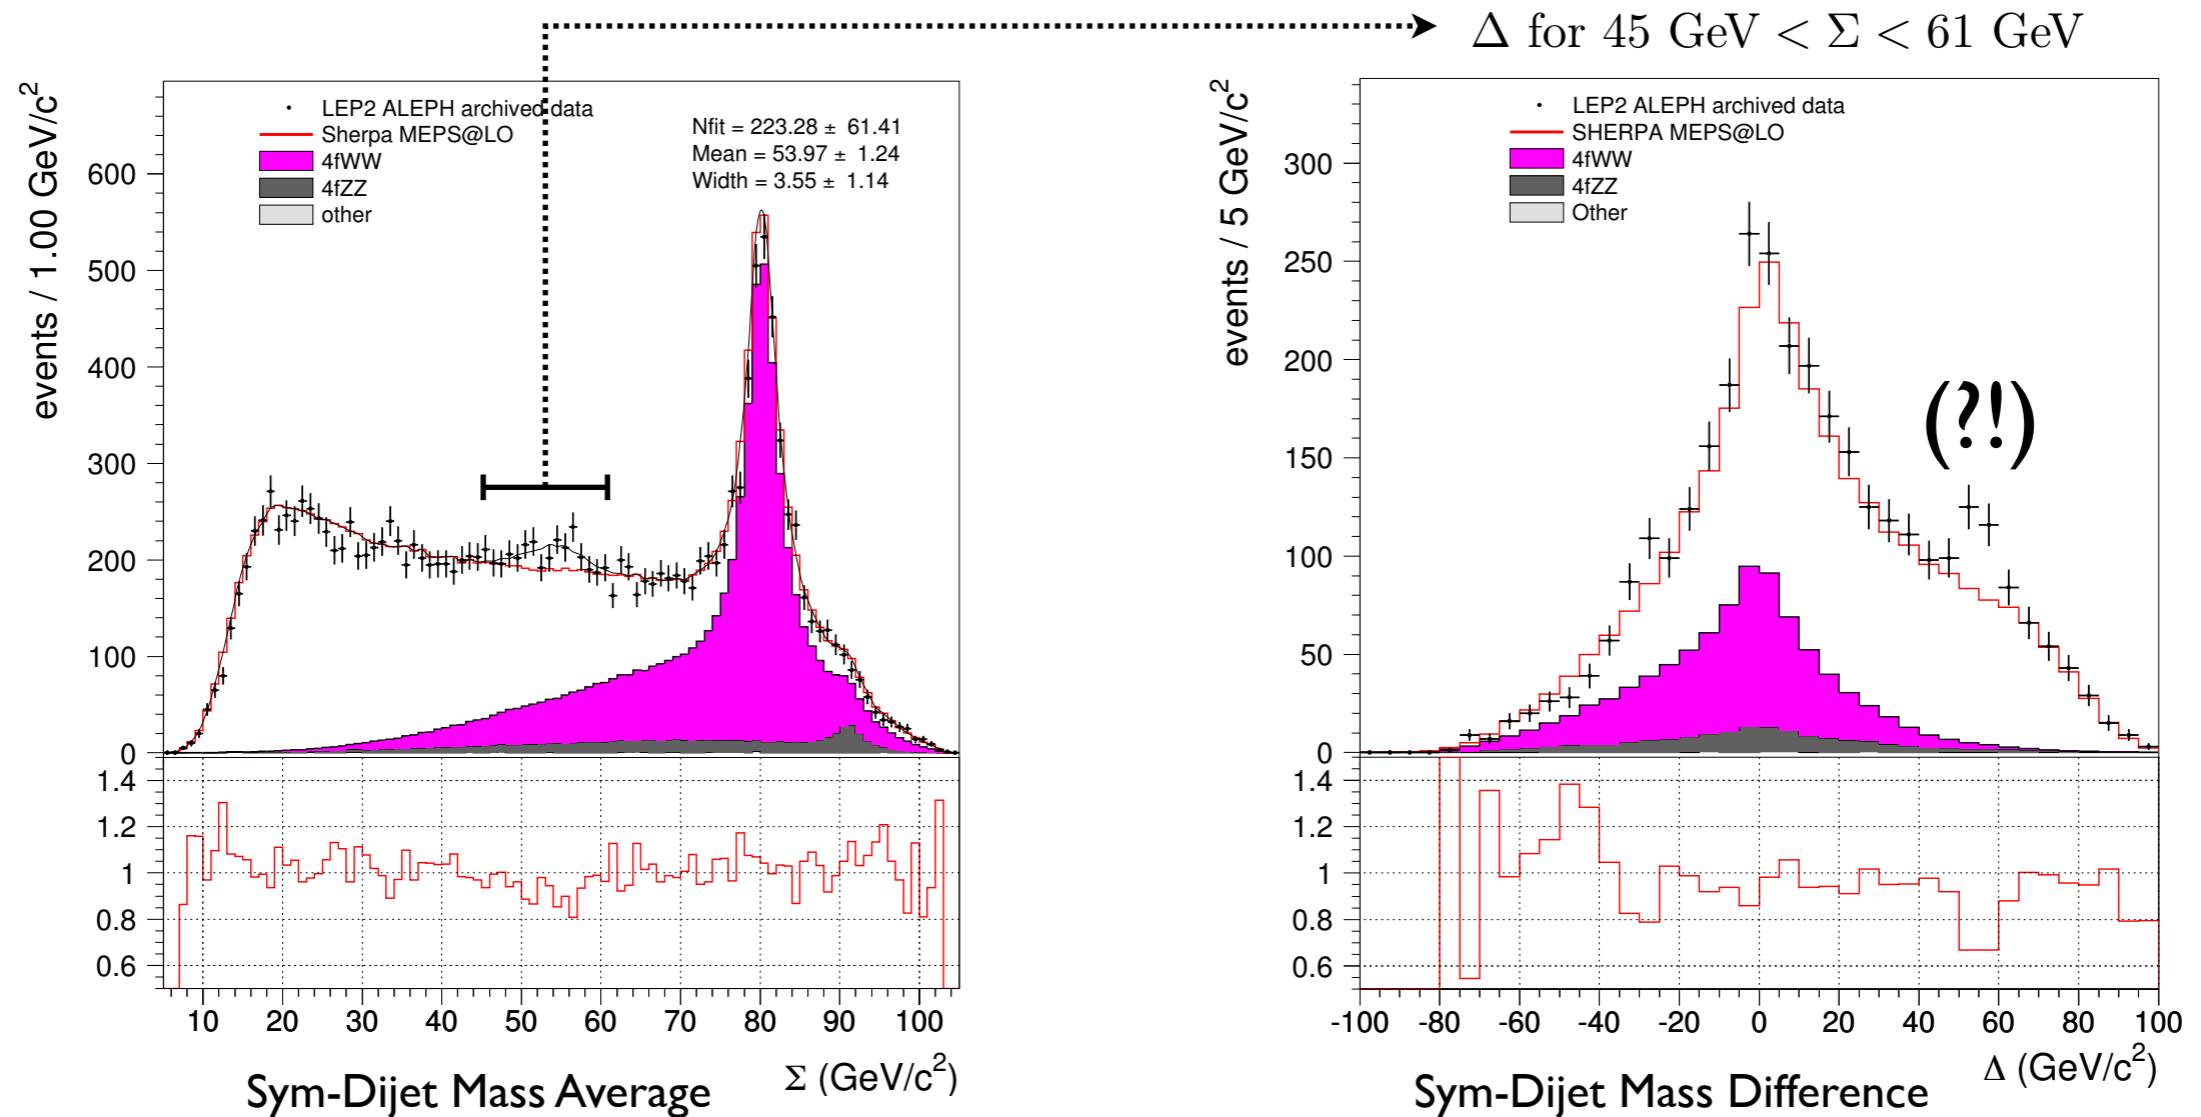 Δ for 45 GeV < Σ < 61 GeV
events / 1.00 GeV/c²
LEP2 ALEPH archived data
Sherpa MEPS@LO
4fWW
4fZZ
other
Nfit = 223.28 ± 61.41
Mean = 53.97 ± 1.24
Width = 3.55 ± 1.14
600
500
400
300
200
100
0
1.4
1.2
1
0.8
0.6
10 20 30 40 50 60 70 80 90 100
Σ (GeV/c²)
Sym-Dijet Mass Average
events / 5 GeV/c²
LEP2 ALEPH archived data
SHERPA MEPS@LO
4fWW
4fZZ
Other
(?!)
300
250
200
150
100
50
0
1.4
1.2
1
0.8
0.6
-100 -80 -60 -40 -20 0 20 40 60 80 100
Δ (GeV/c²)
Sym-Dijet Mass Difference